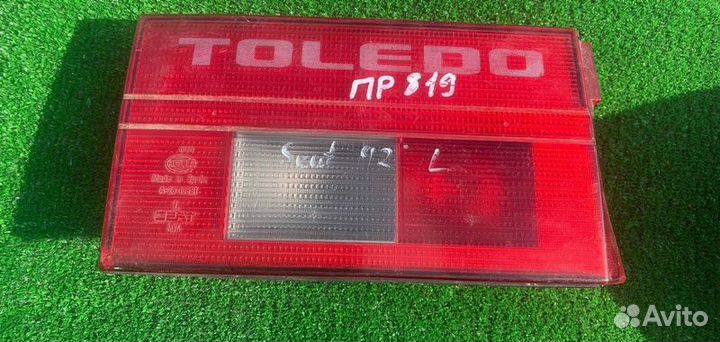 TOLEDO
ПР 819
Seat 92 L
HELLA
Made in Spain
SEAT
Avito